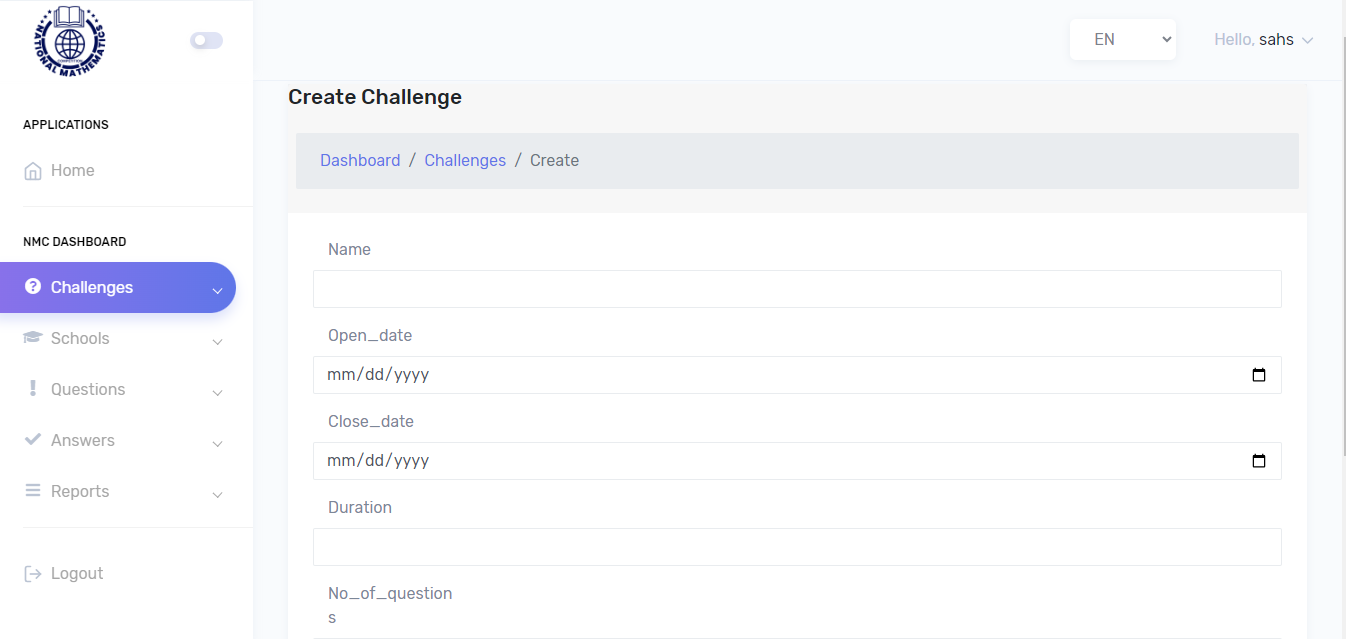 NATIONAL MATHEMATICS
COMPETITION
EN
Hello, sahs
APPLICATIONS
Home
NMC DASHBOARD
Challenges
Schools
Questions
Answers
Reports
Logout
Create Challenge
Dashboard / Challenges / Create
Name
Open_date
mm/dd/yyyy
Close_date
mm/dd/yyyy
Duration
No_of_question
s